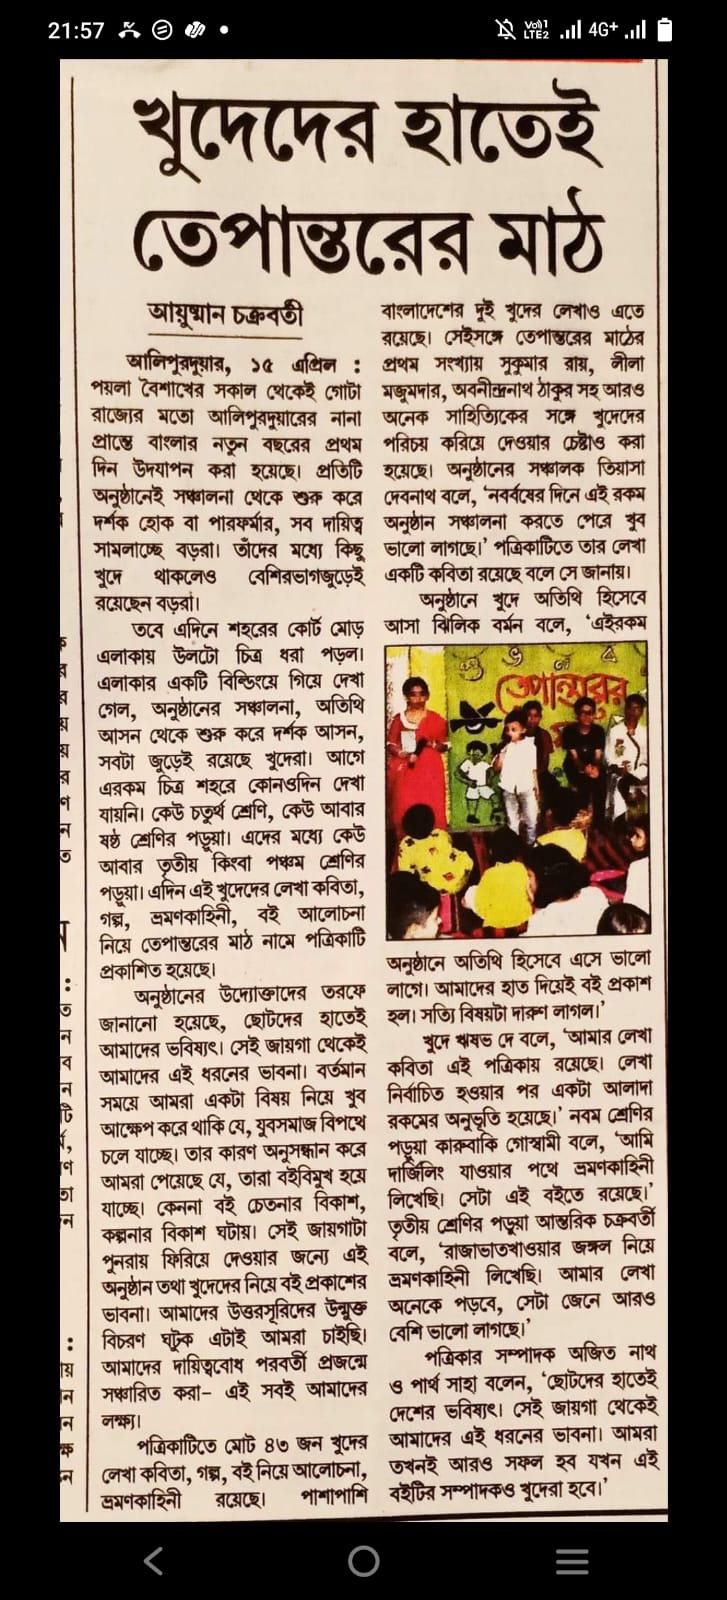 21:57
VoI) 1
LTE2
4G+
খুদেদের হাতেই
তেপান্তরের মাঠ
আয়ুষ্মান চক্রবর্তী
আলিপুরদুয়ার, ১৫ এপ্রিল :
পয়লা বৈশাখের সকাল থেকেই গোটা
রাজ্যের মতো আলিপুরদুয়ারের নানা
প্রান্তে বাংলার নতুন বছরের প্রথম
দিন উদযাপন করা হয়েছে। প্রতিটি
অনুষ্ঠানেই সঞ্চালনা থেকে শুরু করে
দর্শক হোক বা পারফর্মার, সব দায়িত্ব
সামলাচ্ছে বড়রা। তাঁদের মধ্যে কিছু
খুদে থাকলেও বেশিরভাগজুড়েই
রয়েছেন বড়রা।
তবে এদিনে শহরের কোর্ট মোড়
এলাকায় উলটো চিত্র ধরা পড়ল।
এলাকার একটি বিল্ডিংয়ে গিয়ে দেখা
গেল, অনুষ্ঠানের সঞ্চালনা, অতিথি
আসন থেকে শুরু করে দর্শক আসন,
সবটা জুড়েই রয়েছে খুদেরা। আগে
এরকম চিত্র শহরে কোনওদিন দেখা
যায়নি। কেউ চতুর্থ শ্রেণি, কেউ আবার
ষষ্ঠ শ্রেণির পড়ুয়া। এদের মধ্যে কেউ
আবার তৃতীয় কিংবা পঞ্চম শ্রেণির
পড়ুয়া। এদিন এই খুদেদের লেখা কবিতা,
গল্প, ভ্রমণকাহিনী, বই আলোচনা
নিয়ে তেপান্তরের মাঠ নামে পত্রিকাটি
প্রকাশিত হয়েছে।
অনুষ্ঠানের উদ্যোক্তাদের তরফে
জানানো হয়েছে, ছোটদের হাতেই
আমাদের ভবিষ্যৎ। সেই জায়গা থেকেই
আমাদের এই ধরনের ভাবনা। বর্তমান
সময়ে আমরা একটা বিষয় নিয়ে খুব
আক্ষেপ করে থাকি যে, যুবসমাজ বিপথে
চলে যাচ্ছে। তার কারণ অনুসন্ধান করে
আমরা পেয়েছে যে, তারা বইবিমুখ হয়ে
যাচ্ছে। কেননা বই চেতনার বিকাশ,
কল্পনার বিকাশ ঘটায়। সেই জায়গাটা
পুনরায় ফিরিয়ে দেওয়ার জন্যে এই
অনুষ্ঠান তথা খুদেদের নিয়ে বই প্রকাশের
ভাবনা। আমাদের উত্তরসূরিদের উন্মুক্ত
বিচরণ ঘটুক এটাই আমরা চাইছি।
আমাদের দায়িত্ববোধ পরবর্তী প্রজন্মে
সঞ্চারিত করা– এই সবই আমাদের
লক্ষ্য।
পত্রিকাটিতে মোট ৪৩ জন খুদের
লেখা কবিতা, গল্প, বই নিয়ে আলোচনা,
ভ্রমণকাহিনী রয়েছে। পাশাপাশি
বাংলাদেশের দুই খুদের লেখাও এতে
রয়েছে। সেইসঙ্গে তেপান্তরের মাঠের
প্রথম সংখ্যায় সুকুমার রায়, লীলা
মজুমদার, অবনীন্দ্রনাথ ঠাকুর সহ আরও
অনেক সাহিত্যিকের সঙ্গে খুদেদের
পরিচয় করিয়ে দেওয়ার চেষ্টাও করা
হয়েছে। অনুষ্ঠানের সঞ্চালক তিয়াসা
দেবনাথ বলে, ‘নববর্ষের দিনে এই রকম
অনুষ্ঠান সঞ্চালনা করতে পেরে খুব
ভালো লাগছে।’ পত্রিকাটিতে তার লেখা
একটি কবিতা রয়েছে বলে সে জানায়।
অনুষ্ঠানে খুদে অতিথি হিসেবে
আসা ঝিলিক বর্মন বলে, ‘এইরকম
শুভ
তেপান্তরের
অনুষ্ঠানে অতিথি হিসেবে এসে ভালো
লাগে। আমাদের হাত দিয়েই বই প্রকাশ
হল। সত্যি বিষয়টা দারুণ লাগল।’
খুদে ঋষভ দে বলে, ‘আমার লেখা
কবিতা এই পত্রিকায় রয়েছে। লেখা
নির্বাচিত হওয়ার পর একটা আলাদা
রকমের অনুভূতি হয়েছে।’ নবম শ্রেণির
পড়ুয়া কারুবাকি গোস্বামী বলে, ‘আমি
দার্জিলিং যাওয়ার পথে ভ্রমণকাহিনী
লিখেছি। সেটা এই বইতে রয়েছে।’
তৃতীয় শ্রেণির পড়ুয়া আন্তরিক চক্রবর্তী
বলে, ‘রাজাভাতখাওয়ার জঙ্গল নিয়ে
ভ্রমণকাহিনী লিখেছি। আমার লেখা
অনেকে পড়বে, সেটা জেনে আরও
বেশি ভালো লাগছে।’
পত্রিকার সম্পাদক অজিত নাথ
ও পার্থ সাহা বলেন, ‘ছোটদের হাতেই
দেশের ভবিষ্যৎ। সেই জায়গা থেকেই
আমাদের এই ধরনের ভাবনা। আমরা
তখনই আরও সফল হব যখন এই
বইটির সম্পাদকও খুদেরা হবে।’